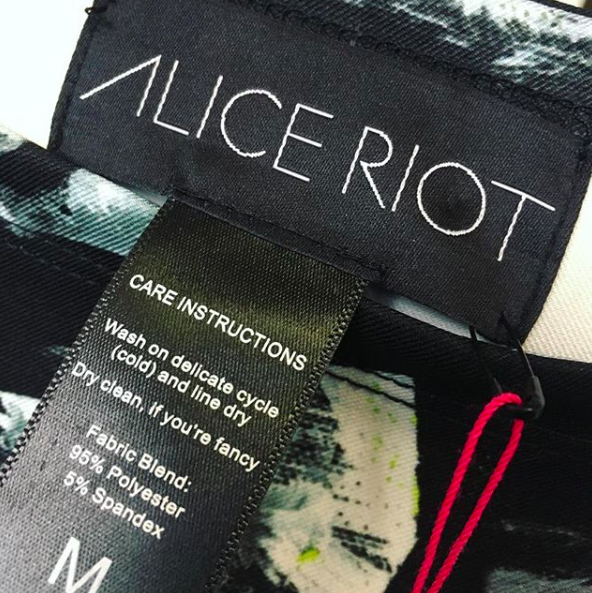 ALICE RIOT
CARE INSTRUCTIONS
Wash on delicate cycle
(cold) and line dry
Dry clean, if you're fancy
Fabric Blend:
95% Polyester
5% Spandex
M